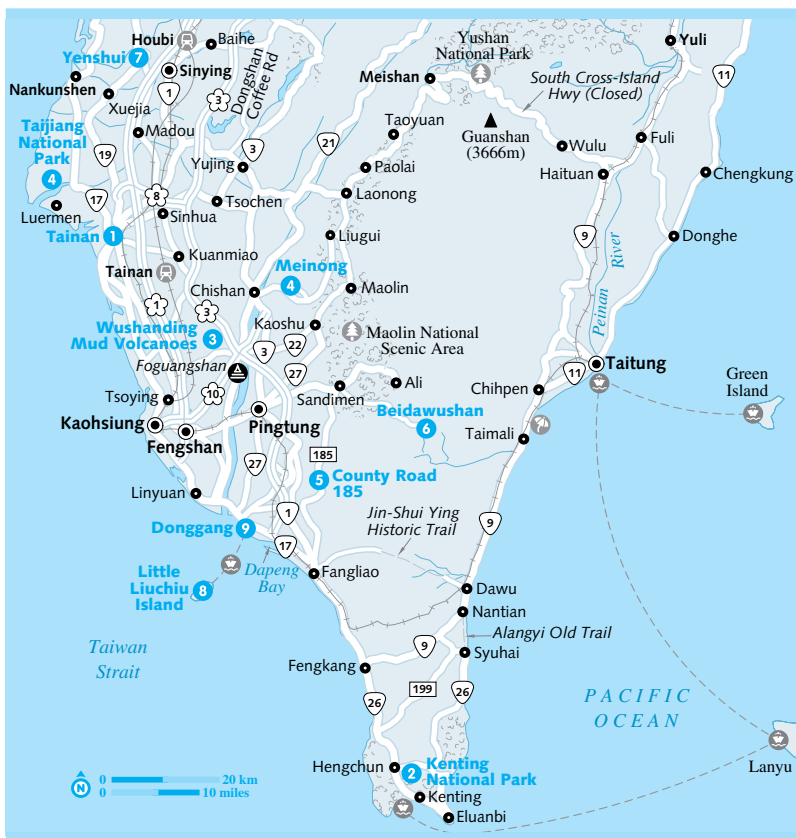 Houbi
Baihe
Yenshui
7
Sinying
Nankunshen
Xuejia
1
3
Dongshan
Coffee Rd
Madou
Taijiang
National
Park
4
19
Yujing
3
21
17
8
Luermen
Sinhua
Tsochen
Tainan
1
Kuanmiao
Tainan
Meishan
Yushan
National Park
South Cross-Island
Hwy (Closed)
Taoyuan
Guanshan
(3666m)
Paolai
Laonong
Liugui
Wulu
Haituan
Yuli
11
Fuli
Chengkung
Donghe
9
Peinan
River
Meinong
4
Chishan
Maolin
1
3
Wushanding
Mud Volcanoes
3
Kaoshu
Maolin National
Scenic Area
Foguangshan
3
22
27
10
Sandimen
Ali
Tsoying
Kaohsiung
Fengshan
Pingtung
Beidawushan
6
Chihpen
11
Taitung
Green
Island
Taimali
27
185
5
County Road
185
Linyuan
Donggang
9
1
17
Jin-Shui Ying
Historic Trail
9
Dapeng
Bay
Fangliao
Little
Liuchiu
Island
8
Dawu
Nantian
Alangyi Old Trail
9
Syuhai
Fengkang
Taiwan
Strait
199
26
26
PACIFIC
OCEAN
Lanyu
Hengchun
2
Kenting
National Park
Kenting
Eluanbi
N
0
20 km
0
10 miles